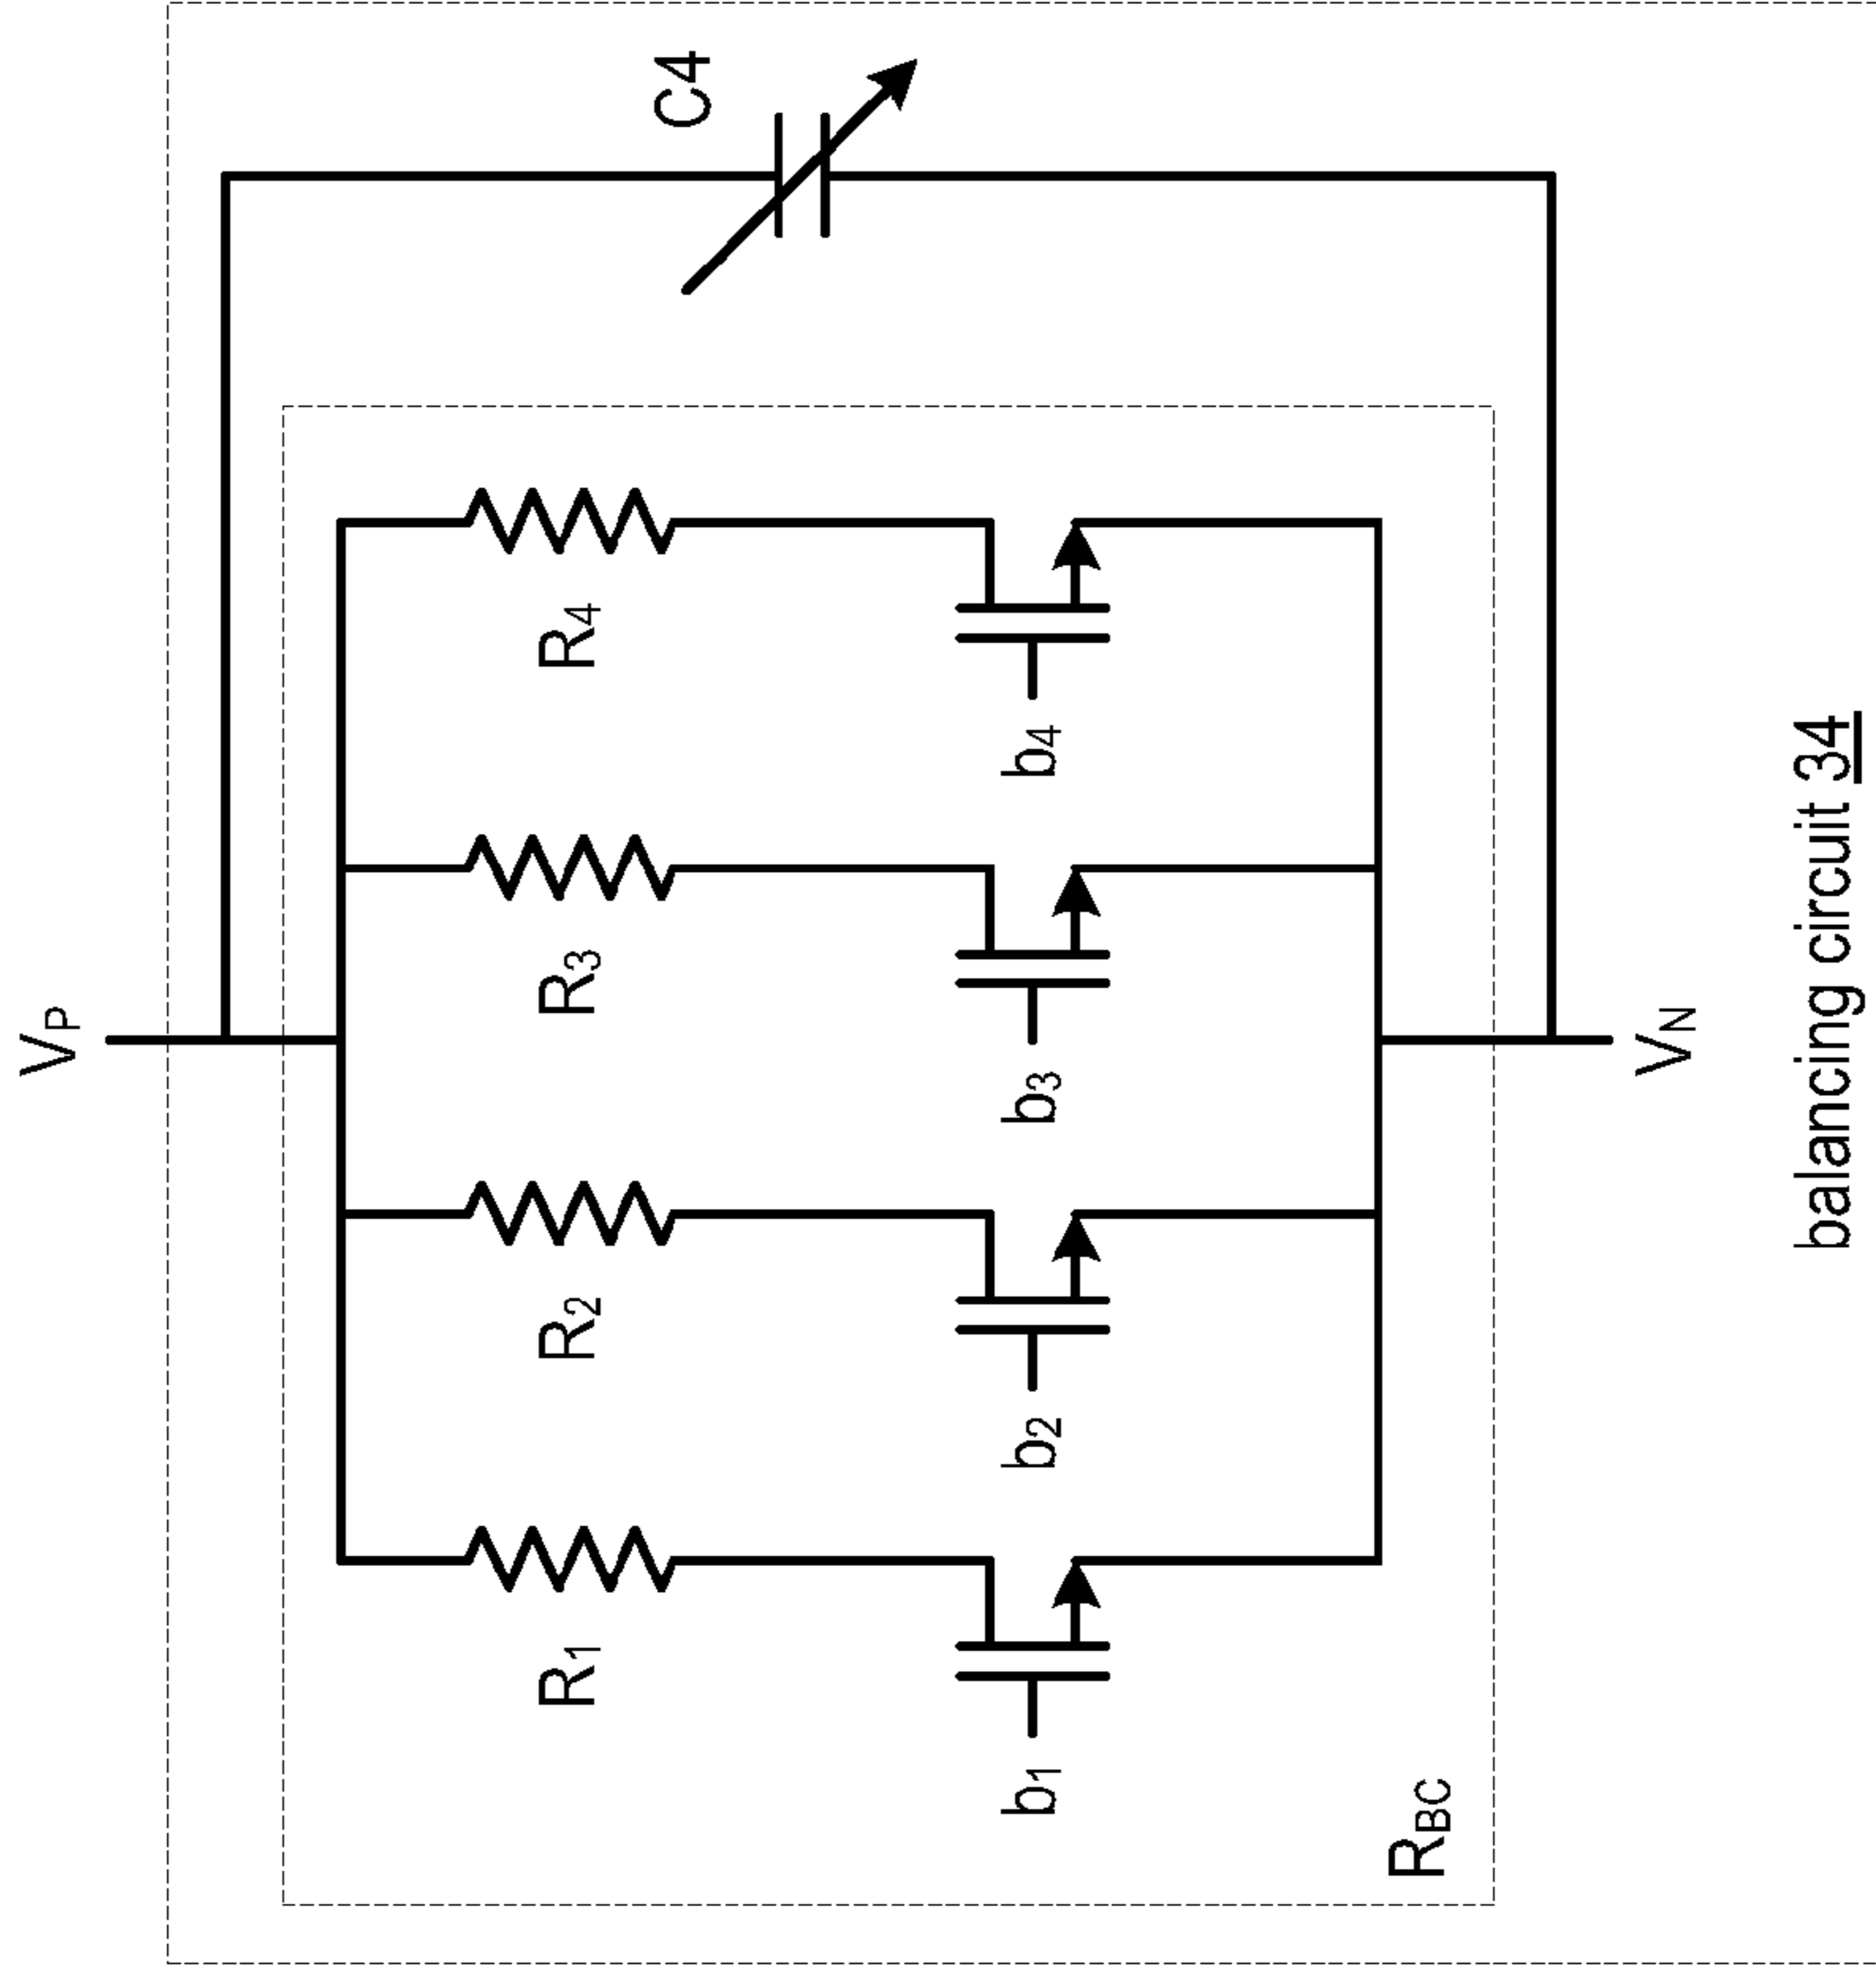 VP
C4
R1
R2
R3
R4
b1
b2
b3
b4
RBC
VN
balancing circuit 34